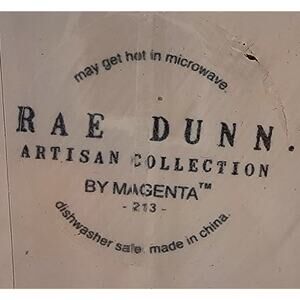 may get hot in microwave.
RAE DUNN.
ARTISAN COLLECTION
BY MAGENTA™
- 213 -
dishwasher safe. made in china.